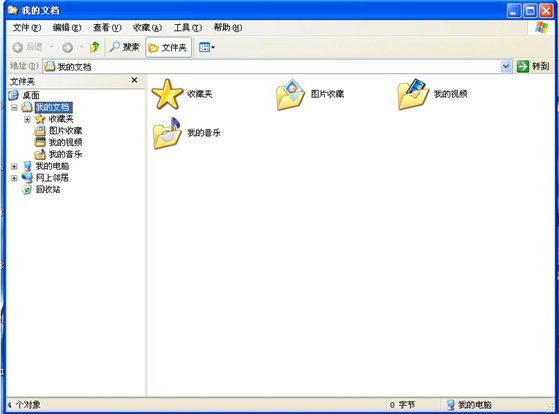 我的文档
文件(F) 编辑(E) 查看(V) 收藏(A) 工具(T) 帮助(H)
后退 搜索 文件夹
地址(D) 我的文档 转到
文件夹
桌面
我的文档
收藏夹
图片收藏
我的视频
我的音乐
我的电脑
网上邻居
回收站
收藏夹 图片收藏 我的视频
我的音乐
4 个对象 0 字节 我的电脑